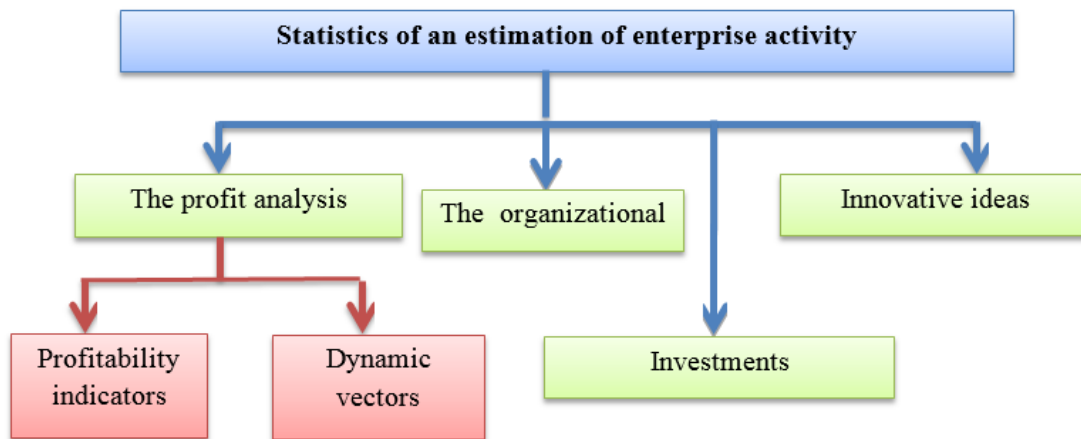 Statistics of an estimation of enterprise activity
The profit analysis
The organizational
Innovative ideas
Profitability
indicators
Dynamic
vectors
Investments